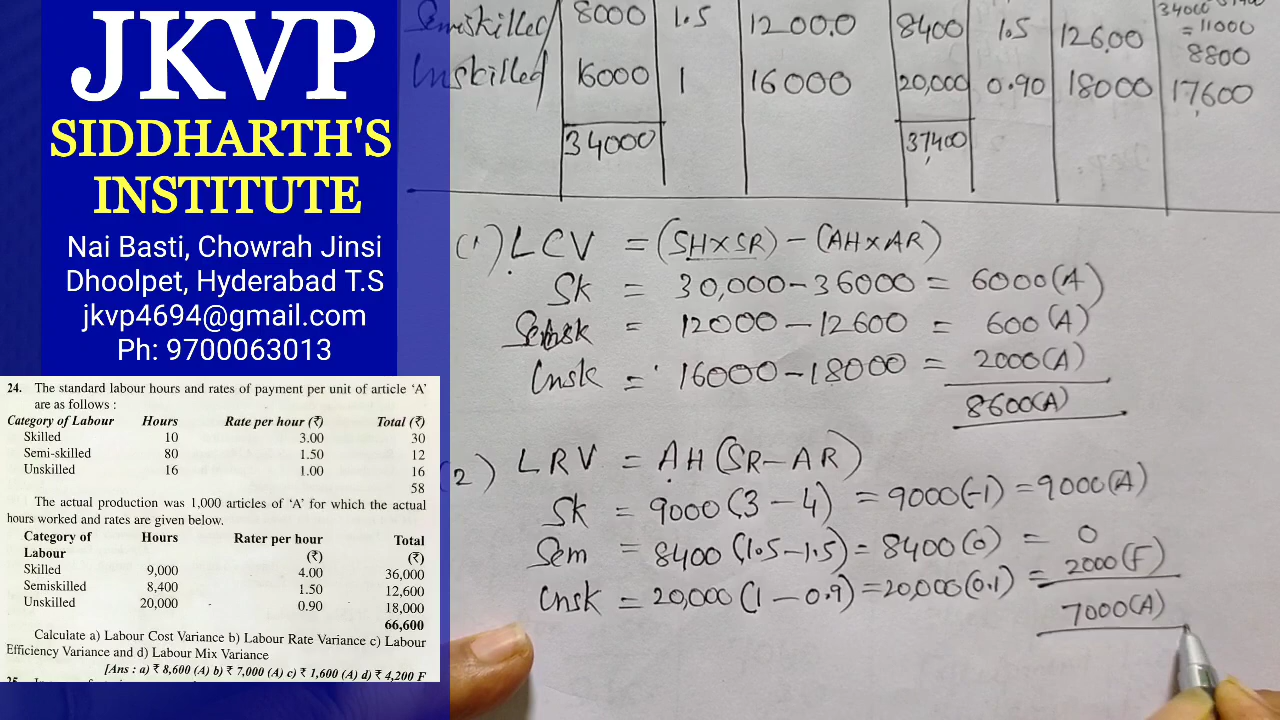 JKVP
SIDDHARTH'S
INSTITUTE
Nai Basti, Chowrah Jinsi
Dhoolpet, Hyderabad T.S
jkvp4694@gmail.com
Ph: 9700063013
24. The standard labour hours and rates of payment per unit of article ‘A’
are as follows :
Category of Labour Hours Rate per hour (₹) Total (₹)
Skilled 10 3.00 30
Semi-skilled 80 1.50 12
Unskilled 16 1.00 16
58
The actual production was 1,000 articles of ‘A’ for which the actual
hours worked and rates are given below.
Category of Hours Rater per hour Total
Labour (₹) (₹)
Skilled 9,000 4.00 36,000
Semiskilled 8,400 1.50 12,600
Unskilled 20,000 0.90 18,000
66,600
Calculate a) Labour Cost Variance b) Labour Rate Variance c) Labour
Efficiency Variance and d) Labour Mix Variance
[Ans : a) ₹ 8,600 (A) b) ₹ 7,000 (A) c) ₹ 1,600 (A) d) ₹ 4,200 F
34000
= 11000
Semiskilled 8000 1.5 12000.0 8400 1.5 12600 8800
Unskilled 16000 1 16000 20,000 0.90 18000 17,600
34000 37,400
(1) LCV = (SH×SR) – (AH×AR)
Sk = 30,000 – 36000 = 6000(A)
Semsk = 12000 – 12600 = 600(A)
Unsk = 16000 – 18000 = 2000(A)
8600(A)
2) LRV = AH(SR–AR)
Sk = 9000(3 – 4) = 9000(-1) = 9000(A)
Sem = 8400(1.5–1.5) = 8400(0) = 0
Unsk = 20,000(1 – 0.9) = 20,000(0.1) = 2000(F)
7000(A)